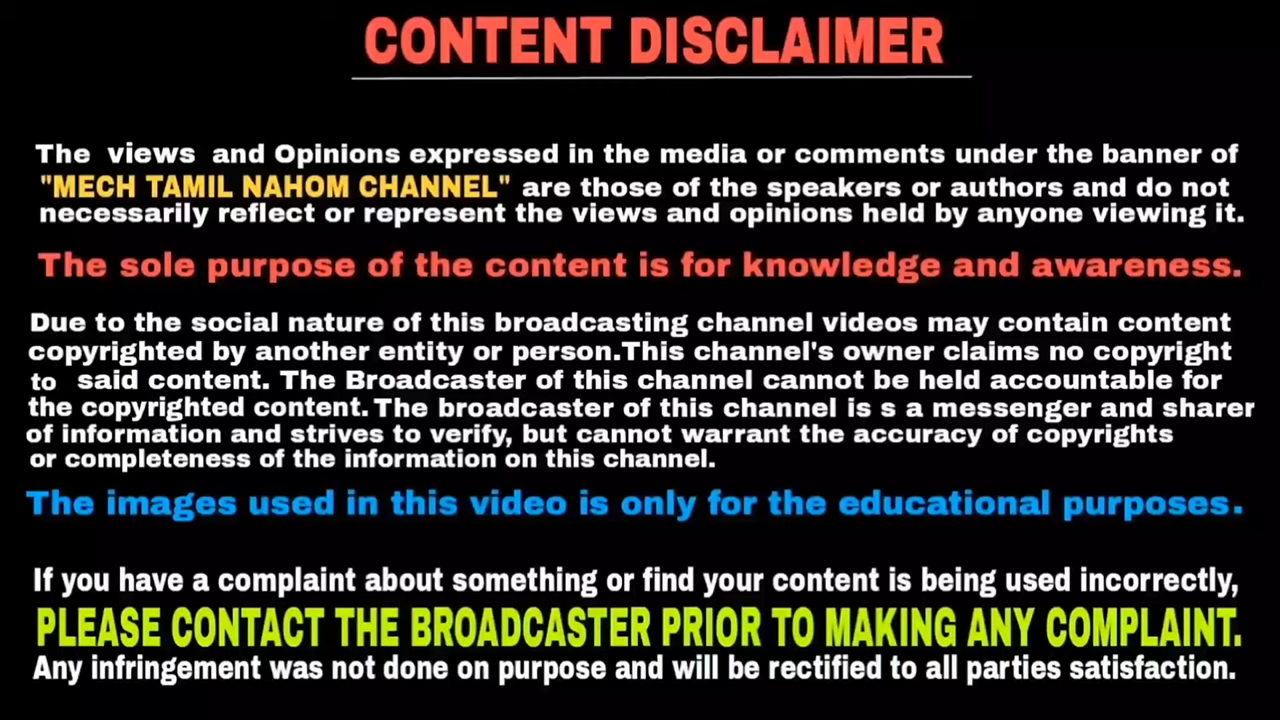 CONTENT DISCLAIMER
The views and Opinions expressed in the media or comments under the banner of
"MECH TAMIL NAHOM CHANNEL" are those of the speakers or authors and do not
necessarily reflect or represent the views and opinions held by anyone viewing it.
The sole purpose of the content is for knowledge and awareness.
Due to the social nature of this broadcasting channel videos may contain content
copyrighted by another entity or person.This channel's owner claims no copyright
to said content. The Broadcaster of this channel cannot be held accountable for
the copyrighted content. The broadcaster of this channel is s a messenger and sharer
of information and strives to verify, but cannot warrant the accuracy of copyrights
or completeness of the information on this channel.
The images used in this video is only for the educational purposes.
If you have a complaint about something or find your content is being used incorrectly,
PLEASE CONTACT THE BROADCASTER PRIOR TO MAKING ANY COMPLAINT.
Any infringement was not done on purpose and will be rectified to all parties satisfaction.